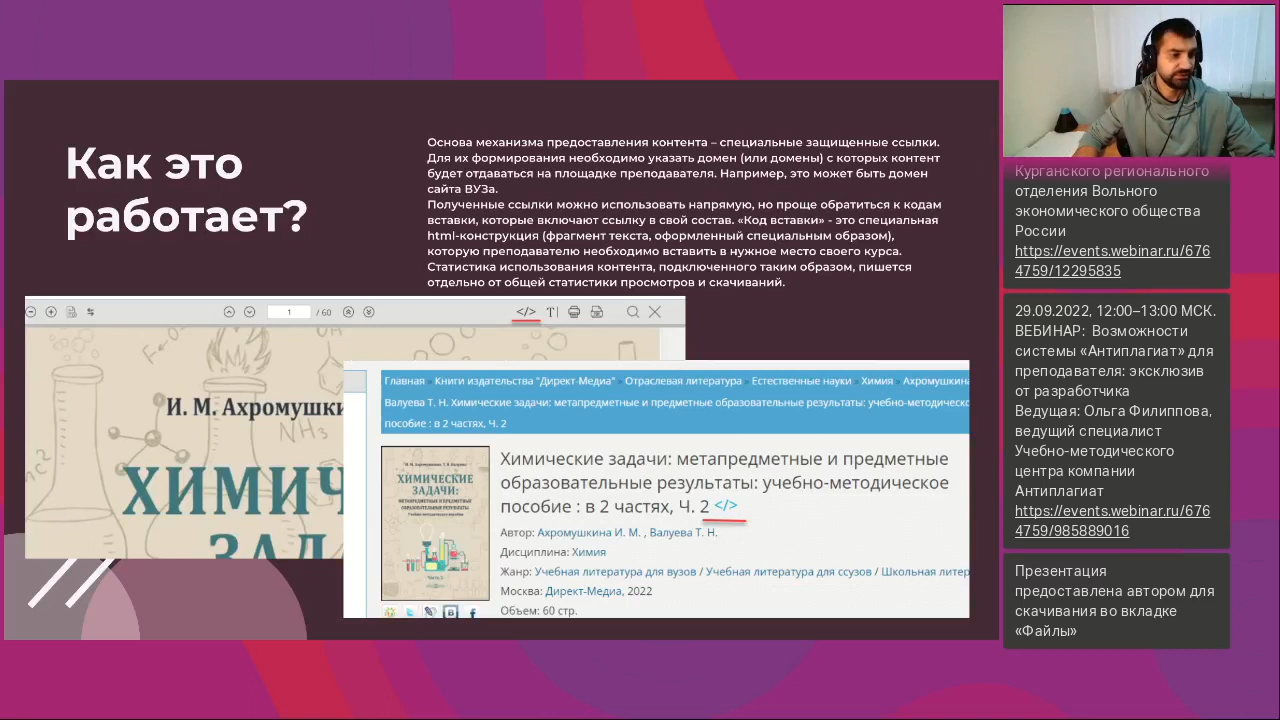 Как это
работает?
Основа механизма предоставления контента – специальные защищенные ссылки.
Для их формирования необходимо указать домен (или домены) с которых контент
будет отдаваться на площадке преподавателя. Например, это может быть домен
сайта ВУЗа.
Полученные ссылки можно использовать напрямую, но проще обратиться к кодам
вставки, которые включают ссылку в свой состав. «Код вставки» - это специальная
html-конструкция (фрагмент текста, оформленный специальным образом),
которую преподавателю необходимо вставить в нужное место своего курса.
Статистика использования контента, подключенного таким образом, пишется
отдельно от общей статистики просмотров и скачиваний.
1 / 60 </> T|
И. М. Ахромушки
ХИМИЧ
ЗАД
NH3
Главная » Книги издательства "Директ-Медиа" » Отраслевая литература » Естественные науки » Химия » Ахромушкина
Валуева Т. Н. Химические задачи: метапредметные и предметные образовательные результаты: учебно-методическо
пособие : в 2 частях, Ч. 2
ХИМИЧЕСКИЕ
ЗАДАЧИ:
Химические задачи: метапредметные и предметные
образовательные результаты: учебно-методическое
пособие : в 2 частях, Ч. 2 </>
Автор: Ахромушкина И. М. , Валуева Т. Н.
Дисциплина: Химия
Жанр: Учебная литература для вузов / Учебная литература для ссузов / Школьная литер
Москва: Директ-Медиа, 2022
Объем: 60 стр.
Курганского регионального
отделения Вольного
экономического общества
России
https://events.webinar.ru/676
4759/12295835
29.09.2022, 12:00–13:00 МСК.
ВЕБИНАР: Возможности
системы «Антиплагиат» для
преподавателя: эксклюзив
от разработчика
Ведущая: Ольга Филиппова,
ведущий специалист
Учебно-методического
центра компании
Антиплагиат
https://events.webinar.ru/676
4759/985889016
Презентация
предоставлена автором для
скачивания во вкладке
«Файлы»